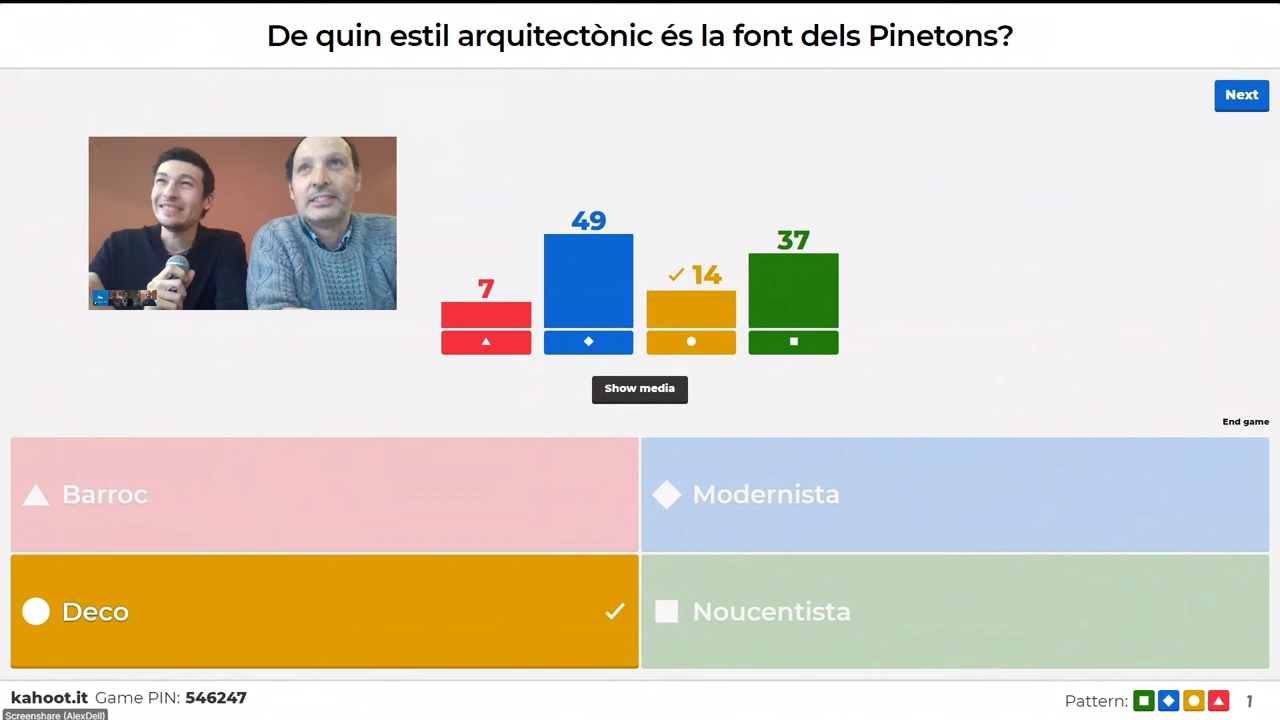 De quin estil arquitectònic és la font dels Pinetons?
Next
49
37
✓ 14
7
Show media
End game
Barroc
Modernista
Deco
Noucentista
kahoot.it Game PIN: 546247
Pattern: 1
Screenshare (AlexDell)